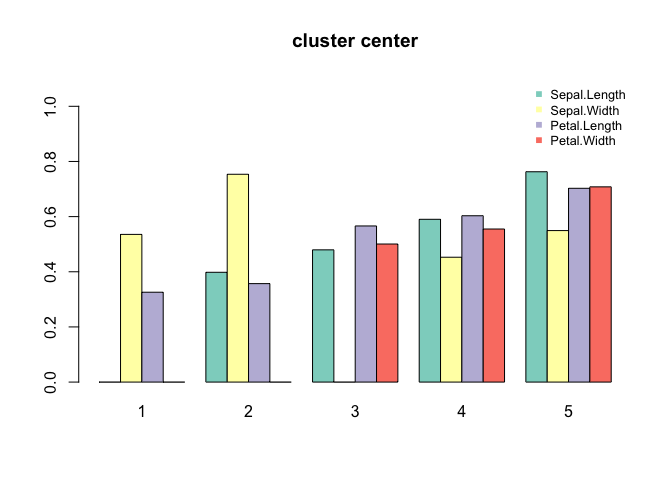 cluster center
Sepal.Length
Sepal.Width
Petal.Length
Petal.Width
1.0
0.8
0.6
0.4
0.2
0.0
1 2 3 4 5